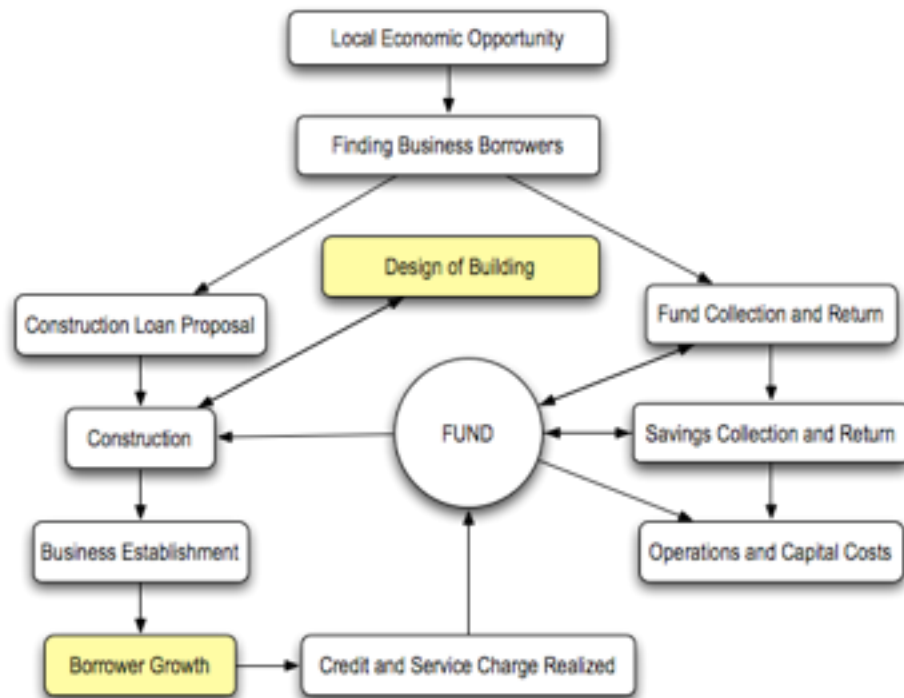 Local Economic Opportunity
Finding Business Borrowers
Design of Building
Construction Loan Proposal
Fund Collection and Return
Construction
FUND
Savings Collection and Return
Business Establishment
Operations and Capital Costs
Borrower Growth
Credit and Service Charge Realized